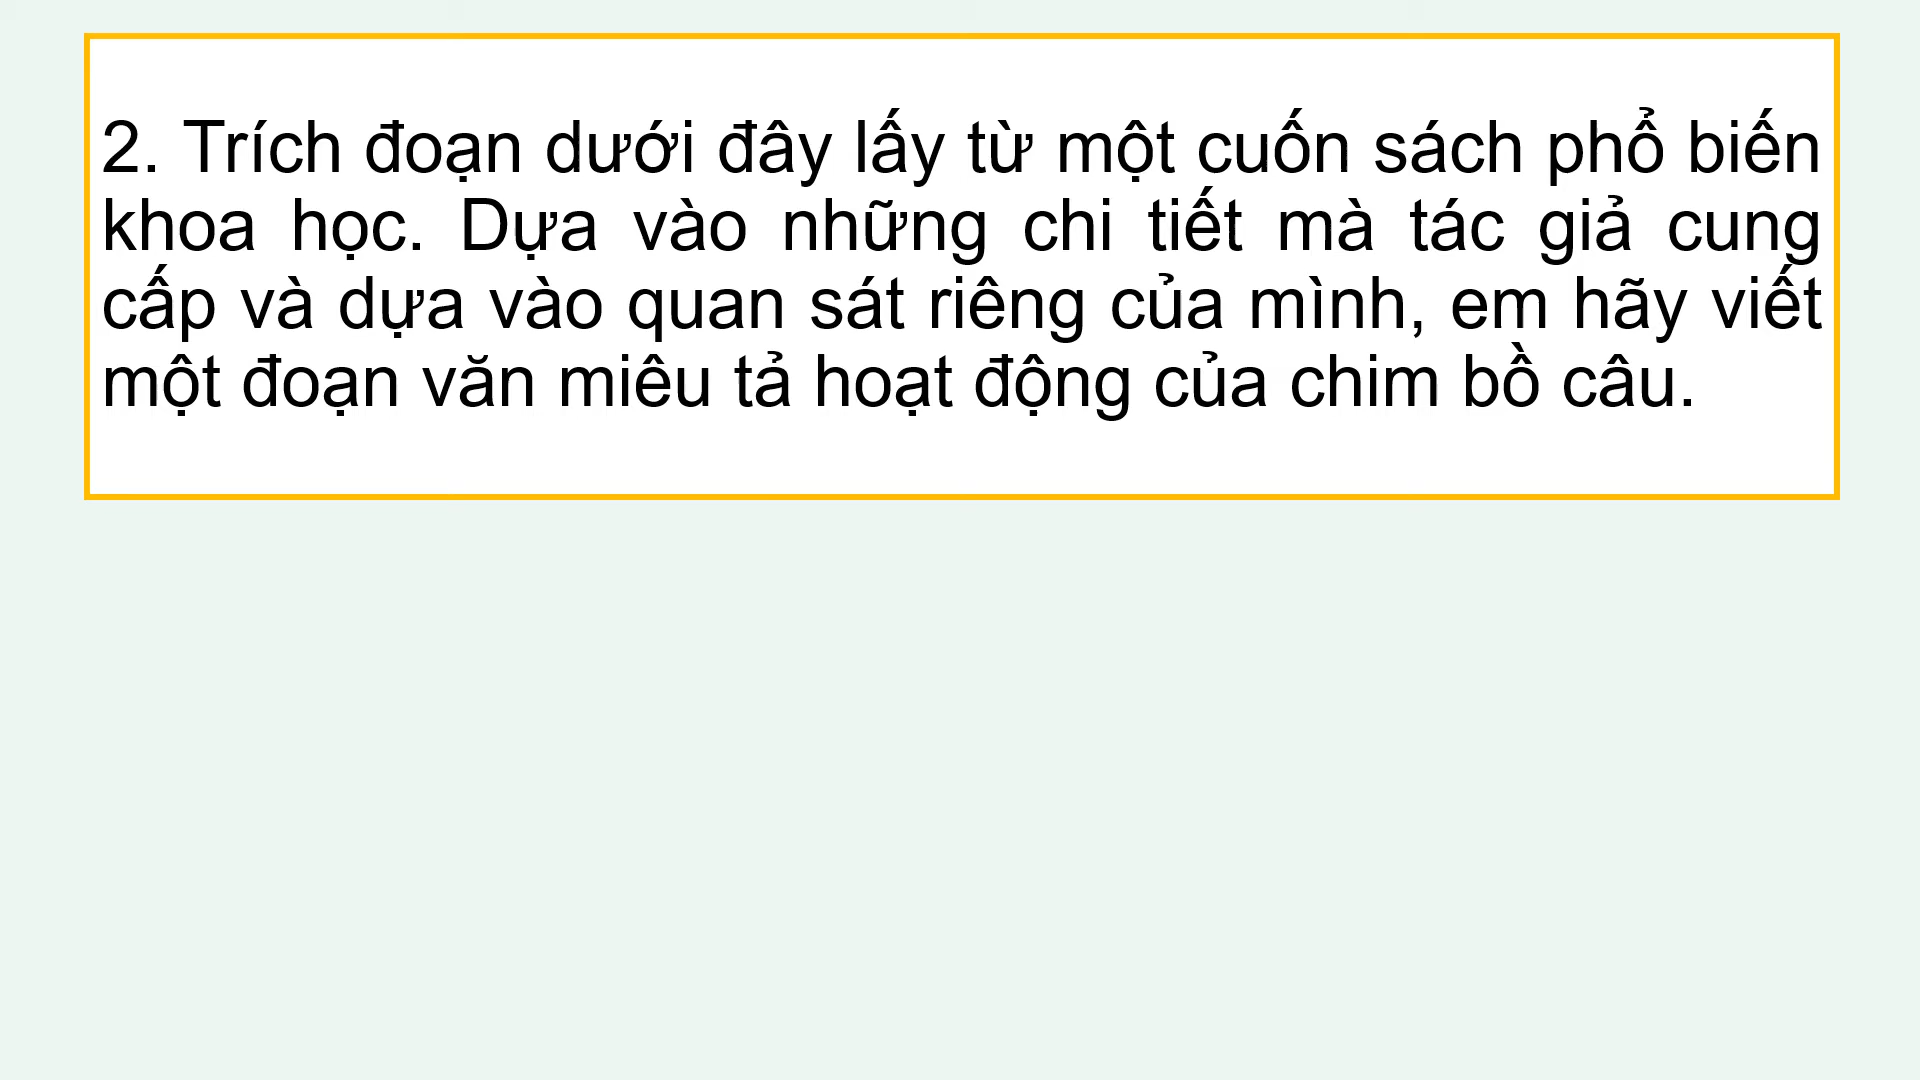 2. Trích đoạn dưới đây lấy từ một cuốn sách phổ biến
khoa học. Dựa vào những chi tiết mà tác giả cung
cấp và dựa vào quan sát riêng của mình, em hãy viết
một đoạn văn miêu tả hoạt động của chim bồ câu.